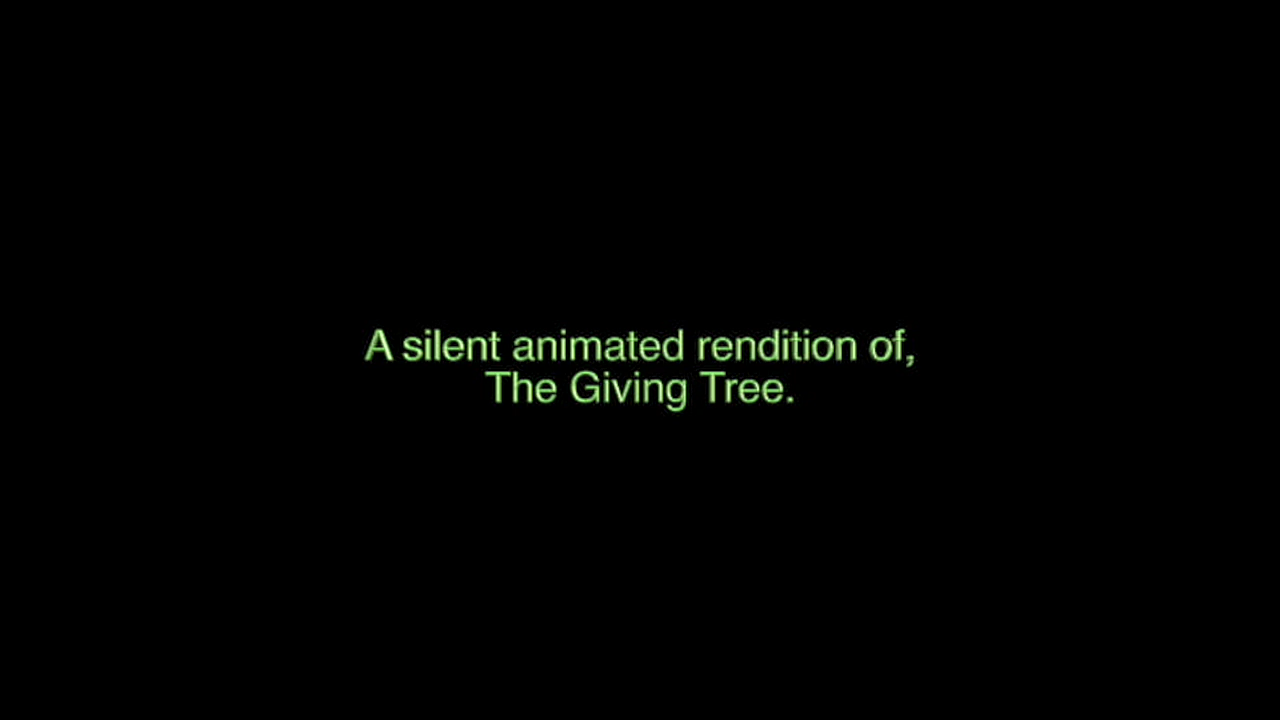 A silent animated rendition of,
The Giving Tree.